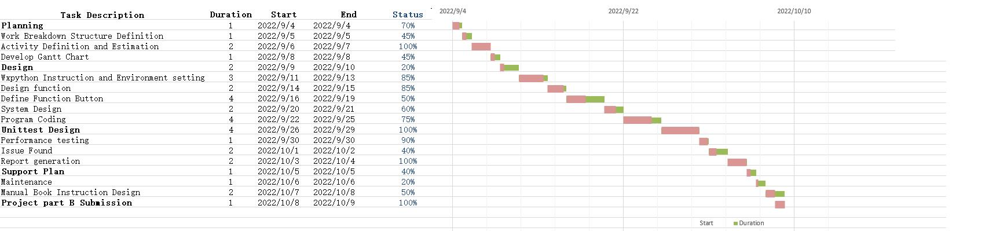 Task Description Duration Start End Status 2022/9/4 2022/9/22 2022/10/10
Planning 1 2022/9/4 2022/9/4 70%
Work Breakdown Structure Definition 1 2022/9/5 2022/9/5 45%
Activity Definition and Estimation 2 2022/9/6 2022/9/7 100%
Develop Gantt Chart 1 2022/9/8 2022/9/8 45%
Design 2 2022/9/9 2022/9/10 20%
Wxpython Instruction and Environment setting 3 2022/9/11 2022/9/13 85%
Design function 2 2022/9/14 2022/9/15 85%
Define Function Button 4 2022/9/16 2022/9/19 50%
System Design 2 2022/9/20 2022/9/21 60%
Program Coding 4 2022/9/22 2022/9/25 75%
Unittest Design 4 2022/9/26 2022/9/29 100%
Performance testing 1 2022/9/30 2022/9/30 90%
Issue Found 2 2022/10/1 2022/10/2 40%
Report generation 2 2022/10/3 2022/10/4 100%
Support Plan 1 2022/10/5 2022/10/5 40%
Maintenance 1 2022/10/6 2022/10/6 20%
Manual Book Instruction Design 2 2022/10/7 2022/10/8 50%
Project part B Submission 1 2022/10/8 2022/10/9 100%
Start Duration